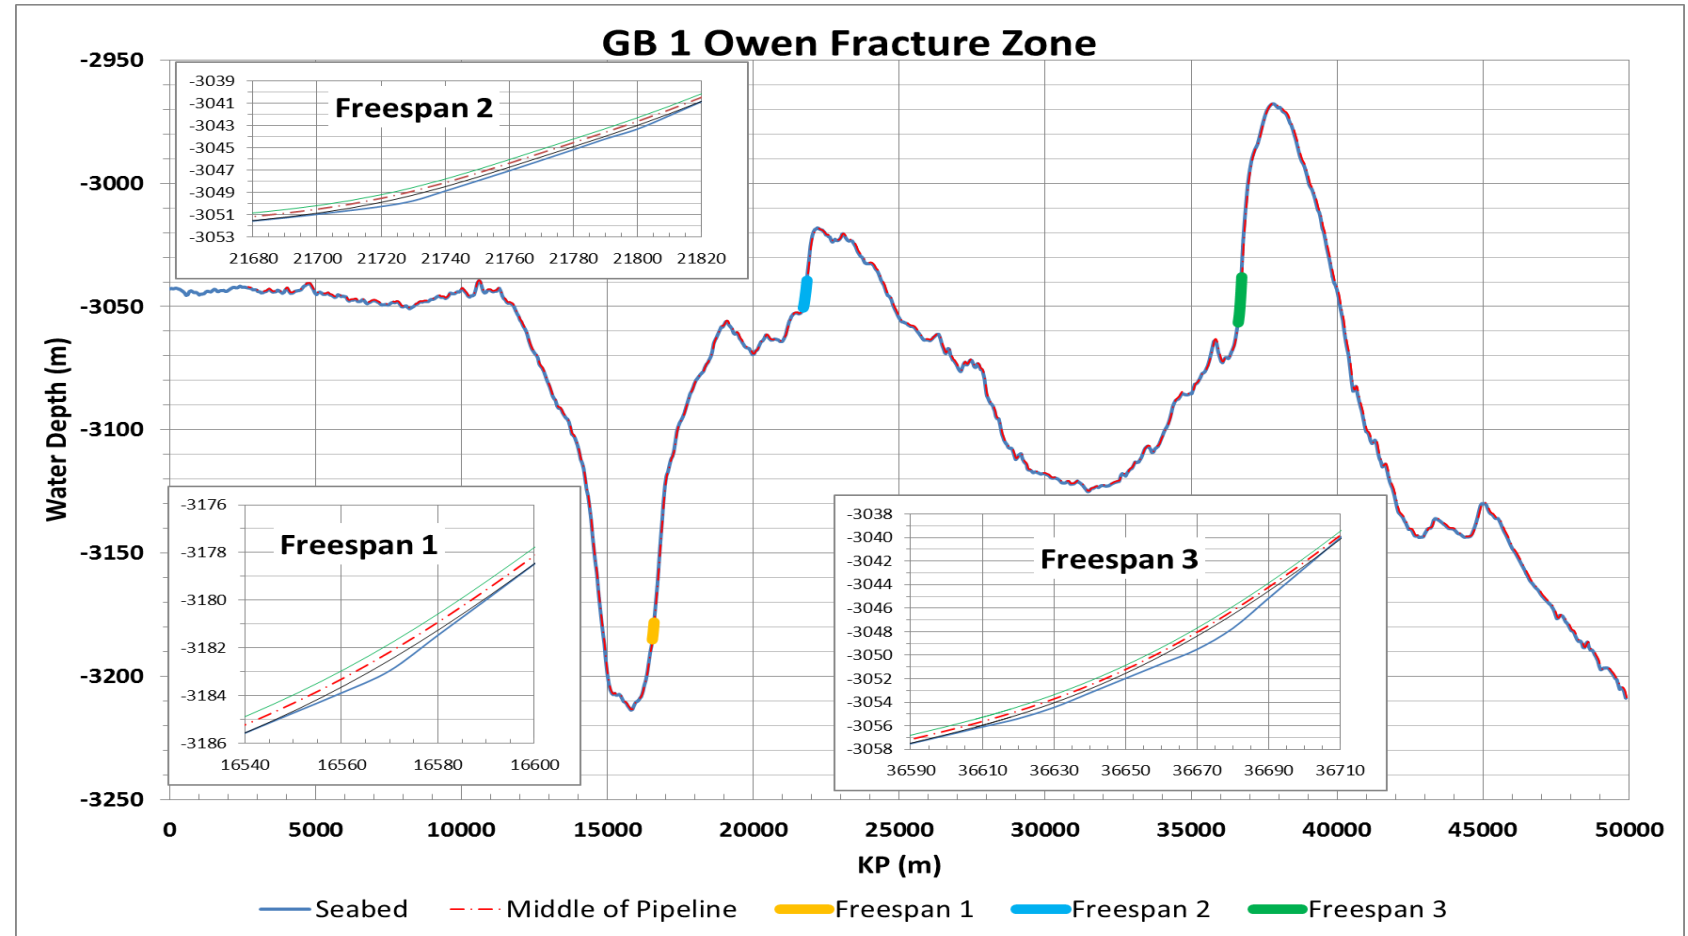 GB 1 Owen Fracture Zone
Water Depth (m)
-2950
-3000
-3050
-3100
-3150
-3200
-3250
Freespan 2
-3039
-3041
-3043
-3045
-3047
-3049
-3051
-3053
21680 21700 21720 21740 21760 21780 21800 21820
Freespan 1
-3176
-3178
-3180
-3182
-3184
-3186
16540 16560 16580 16600
Freespan 3
-3038
-3040
-3042
-3044
-3046
-3048
-3050
-3052
-3054
-3056
-3058
36590 36610 36630 36650 36670 36690 36710
0 5000 10000 15000 20000 25000 30000 35000 40000 45000 50000
KP (m)
Seabed Middle of Pipeline Freespan 1 Freespan 2 Freespan 3